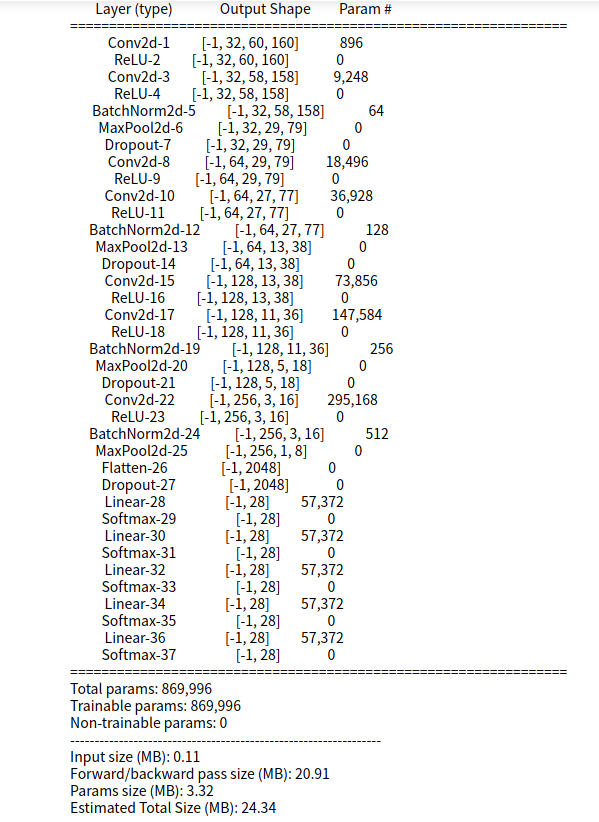 Layer (type) Output Shape Param #
================================================================
Conv2d-1 [-1, 32, 60, 160] 896
ReLU-2 [-1, 32, 60, 160] 0
Conv2d-3 [-1, 32, 58, 158] 9,248
ReLU-4 [-1, 32, 58, 158] 0
BatchNorm2d-5 [-1, 32, 58, 158] 64
MaxPool2d-6 [-1, 32, 29, 79] 0
Dropout-7 [-1, 32, 29, 79] 0
Conv2d-8 [-1, 64, 29, 79] 18,496
ReLU-9 [-1, 64, 29, 79] 0
Conv2d-10 [-1, 64, 27, 77] 36,928
ReLU-11 [-1, 64, 27, 77] 0
BatchNorm2d-12 [-1, 64, 27, 77] 128
MaxPool2d-13 [-1, 64, 13, 38] 0
Dropout-14 [-1, 64, 13, 38] 0
Conv2d-15 [-1, 128, 13, 38] 73,856
ReLU-16 [-1, 128, 13, 38] 0
Conv2d-17 [-1, 128, 11, 36] 147,584
ReLU-18 [-1, 128, 11, 36] 0
BatchNorm2d-19 [-1, 128, 11, 36] 256
MaxPool2d-20 [-1, 128, 5, 18] 0
Dropout-21 [-1, 128, 5, 18] 0
Conv2d-22 [-1, 256, 3, 16] 295,168
ReLU-23 [-1, 256, 3, 16] 0
BatchNorm2d-24 [-1, 256, 3, 16] 512
MaxPool2d-25 [-1, 256, 1, 8] 0
Flatten-26 [-1, 2048] 0
Dropout-27 [-1, 2048] 0
Linear-28 [-1, 28] 57,372
Softmax-29 [-1, 28] 0
Linear-30 [-1, 28] 57,372
Softmax-31 [-1, 28] 0
Linear-32 [-1, 28] 57,372
Softmax-33 [-1, 28] 0
Linear-34 [-1, 28] 57,372
Softmax-35 [-1, 28] 0
Linear-36 [-1, 28] 57,372
Softmax-37 [-1, 28] 0
================================================================
Total params: 869,996
Trainable params: 869,996
Non-trainable params: 0
----------------------------------------------------------------
Input size (MB): 0.11
Forward/backward pass size (MB): 20.91
Params size (MB): 3.32
Estimated Total Size (MB): 24.34